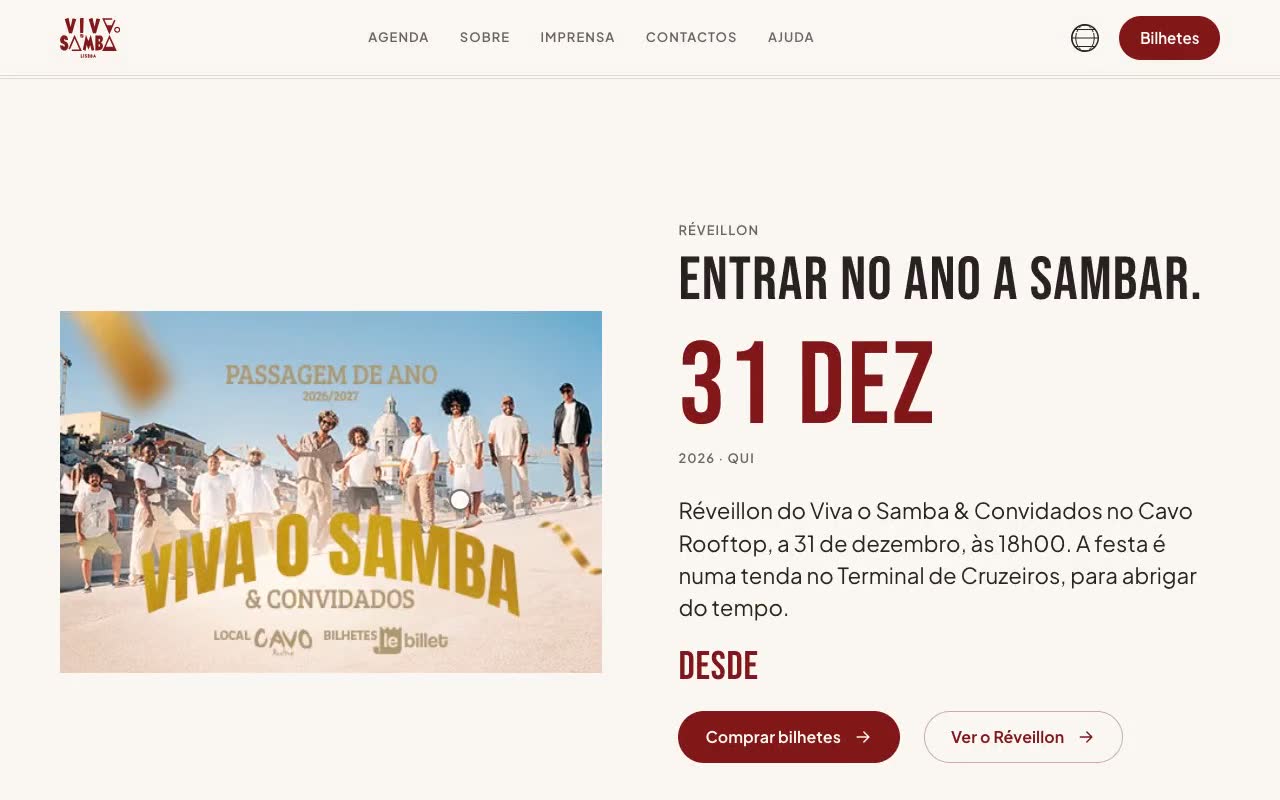 VIVO
SAMBA
LISBOA
AGENDA
SOBRE
IMPRENSA
CONTACTOS
AJUDA
Bilhetes
RÉVEILLON
ENTRAR NO ANO A SAMBAR.
31 DEZ
2026 · QUI
Réveillon do Viva o Samba & Convidados no Cavo
Rooftop, a 31 de dezembro, às 18h00. A festa é
numa tenda no Terminal de Cruzeiros, para abrigar
do tempo.
DESDE
Comprar bilhetes →
Ver o Réveillon →
PASSAGEM DE ANO
2026/2027
VIVA O SAMBA
& CONVIDADOS
LOCAL CAVO Rooftop BILHETES le billet